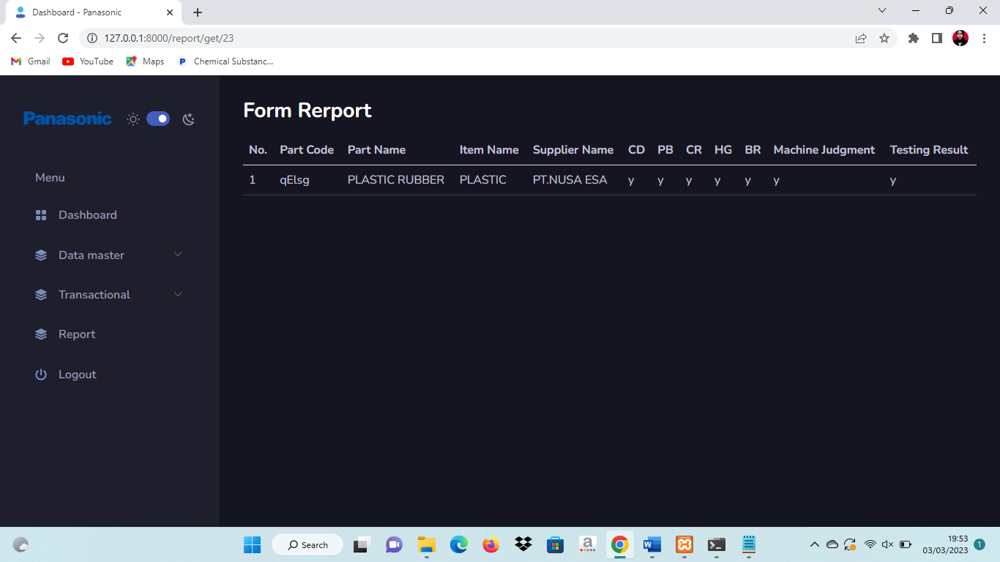 Dashboard - Panasonic
127.0.0.1:8000/report/get/23
Gmail YouTube Maps P Chemical Substanc...
Panasonic
Form Rerport
No. Part Code Part Name Item Name Supplier Name CD PB CR HG BR Machine Judgment Testing Result
1 qElsg PLASTIC RUBBER PLASTIC PT.NUSA ESA y y y y y y y
Menu
Dashboard
Data master
Transactional
Report
Logout
Search
a
W
19:53
03/03/2023
1